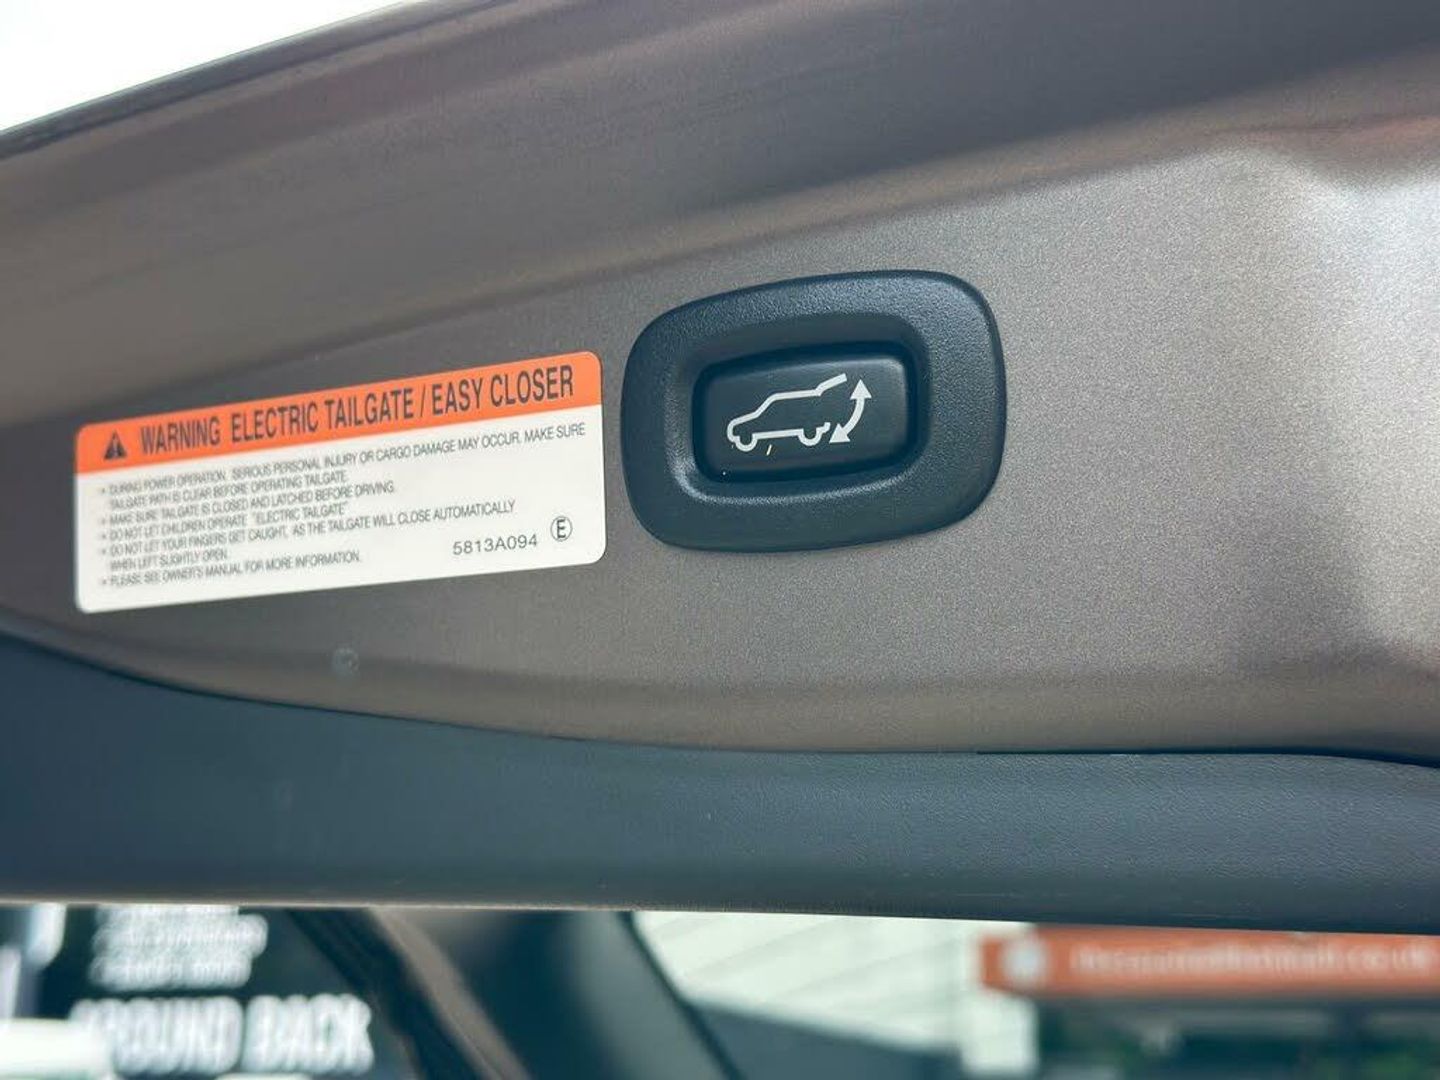 WARNING ELECTRIC TAILGATE / EASY CLOSER
• DURING POWER OPERATION, SERIOUS PERSONAL INJURY OR CARGO DAMAGE MAY OCCUR. MAKE SURE
TAILGATE PATH IS CLEAR BEFORE OPERATING TAILGATE.
• MAKE SURE TAILGATE IS CLOSED AND LATCHED BEFORE DRIVING.
• DO NOT LET CHILDREN OPERATE "ELECTRIC TAILGATE"
• DO NOT LET YOUR FINGERS GET CAUGHT, AS THE TAILGATE WILL CLOSE AUTOMATICALLY
WHEN LEFT SLIGHTLY OPEN.
• PLEASE SEE OWNER'S MANUAL FOR MORE INFORMATION.
5813A094 Ⓔ
AROUND BACK